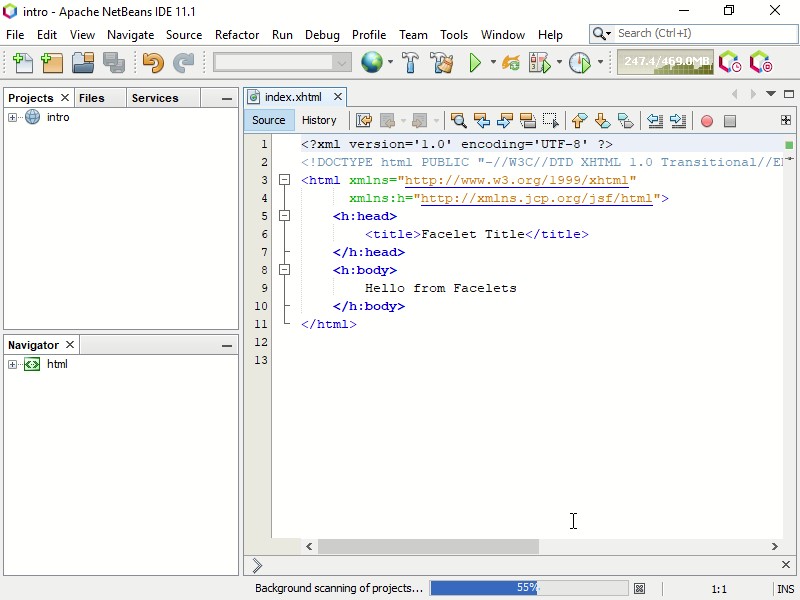 intro - Apache NetBeans IDE 11.1
File Edit View Navigate Source Refactor Run Debug Profile Team Tools Window Help
Search (Ctrl+I)
247.4/469.0MB
Projects Files Services
intro
Navigator
html
index.xhtml
Source History
1 <?xml version='1.0' encoding='UTF-8' ?>
2 <!DOCTYPE html PUBLIC "-//W3C//DTD XHTML 1.0 Transitional//E
3 <html xmlns="http://www.w3.org/1999/xhtml"
4 xmlns:h="http://xmlns.jcp.org/jsf/html">
5 <h:head>
6 <title>Facelet Title</title>
7 </h:head>
8 <h:body>
9 Hello from Facelets
10 </h:body>
11 </html>
12
13
Background scanning of projects... 55% 1:1 INS